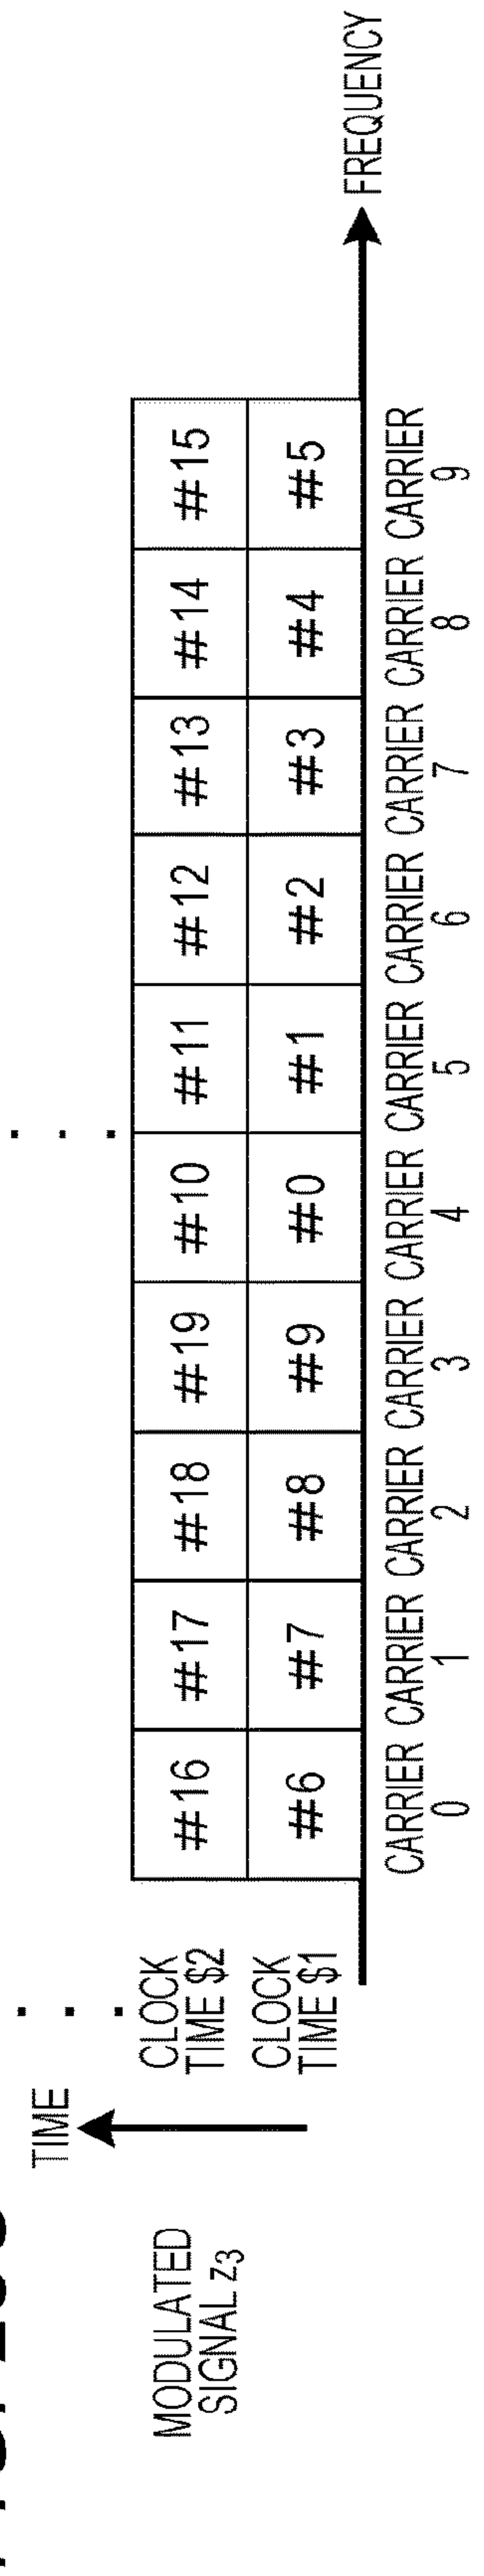 TIME
CLOCK
TIME $2
#16 #17 #18 #19 #10 #11 #12 #13 #14 #15
MODULATED
SIGNAL z3
CLOCK
TIME $1
#6 #7 #8 #9 #0 #1 #2 #3 #4 #5
FREQUENCY
CARRIER CARRIER CARRIER CARRIER CARRIER CARRIER CARRIER CARRIER CARRIER CARRIER
0 1 2 3 4 5 6 7 8 9